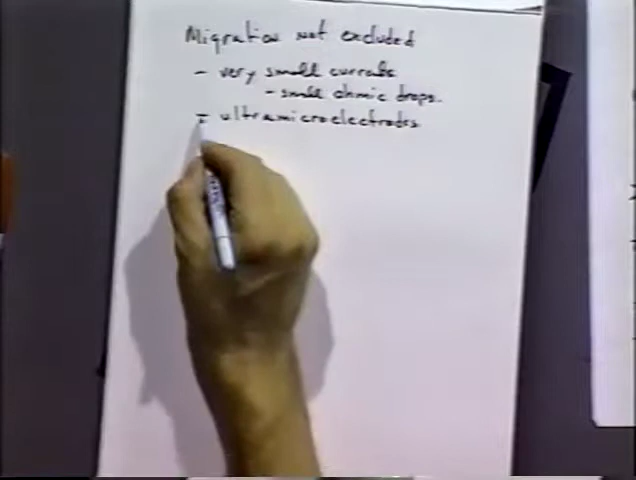 Migration not excluded
- very small currents
- small ohmic drops.
- ultramicroelectrodes